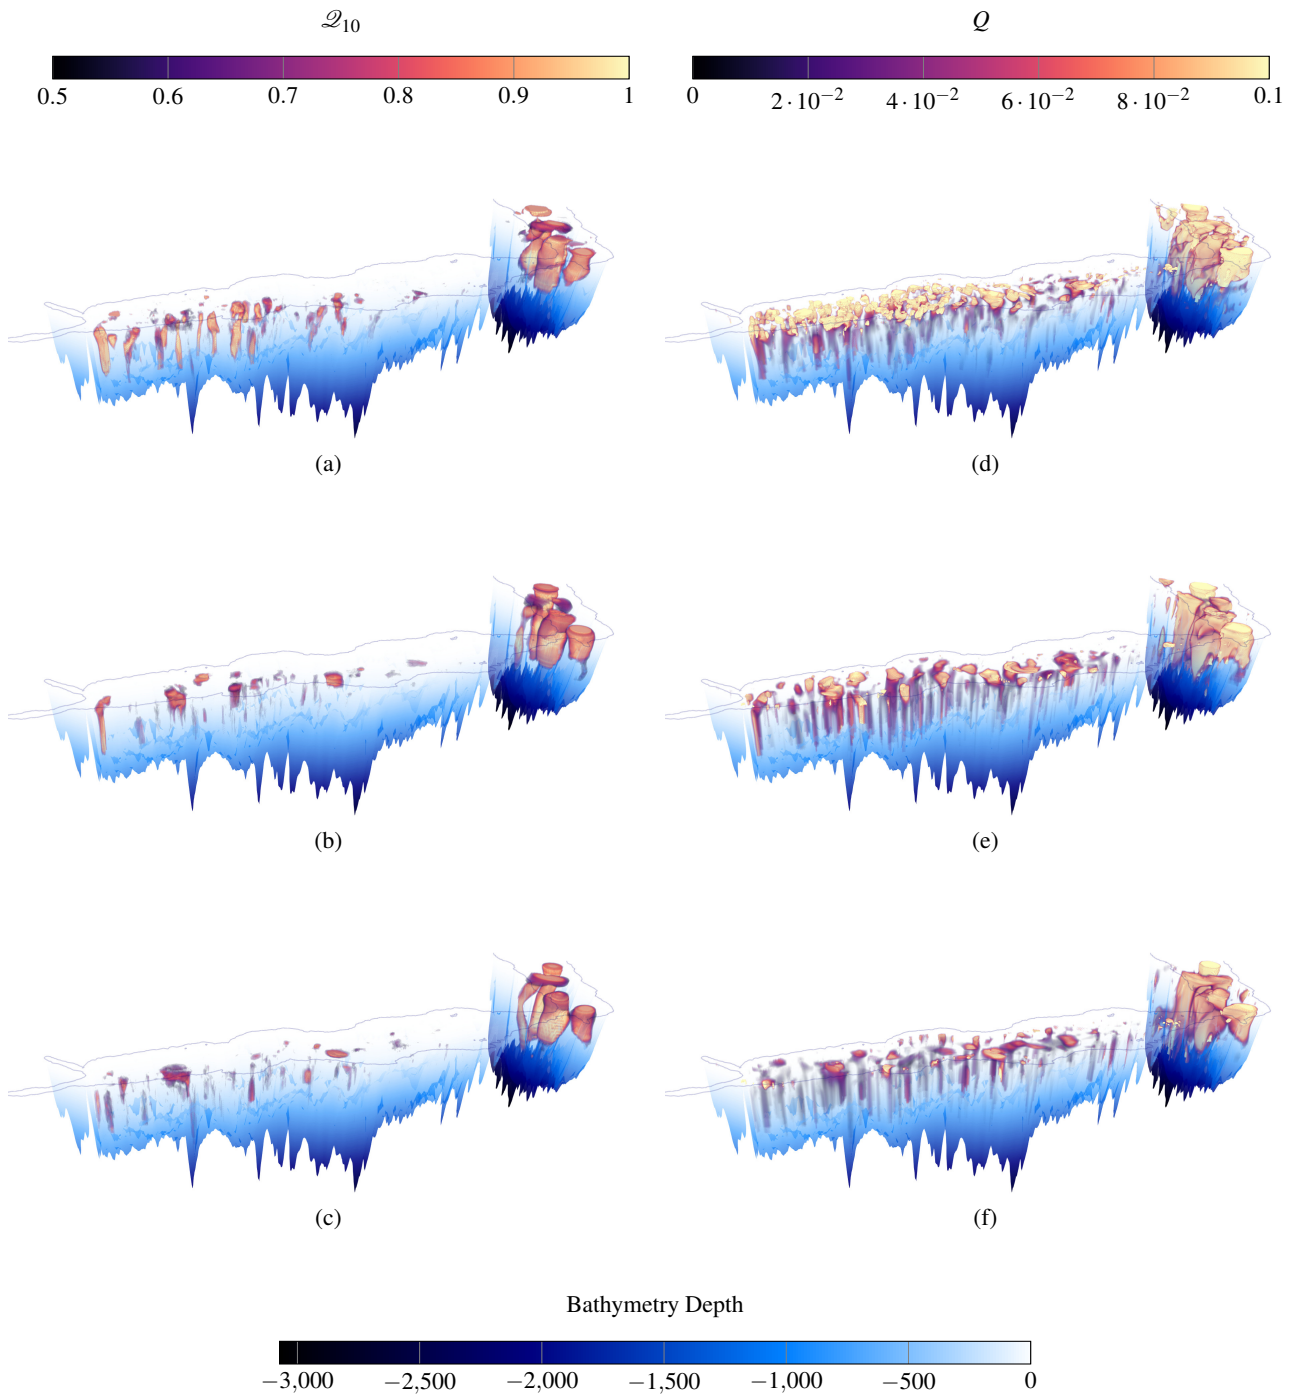 𝒬₁₀ Q
0.5 0.6 0.7 0.8 0.9 1 0 2·10⁻² 4·10⁻² 6·10⁻² 8·10⁻² 0.1
(a) (d)
(b) (e)
(c) (f)
Bathymetry Depth
−3,000 −2,500 −2,000 −1,500 −1,000 −500 0